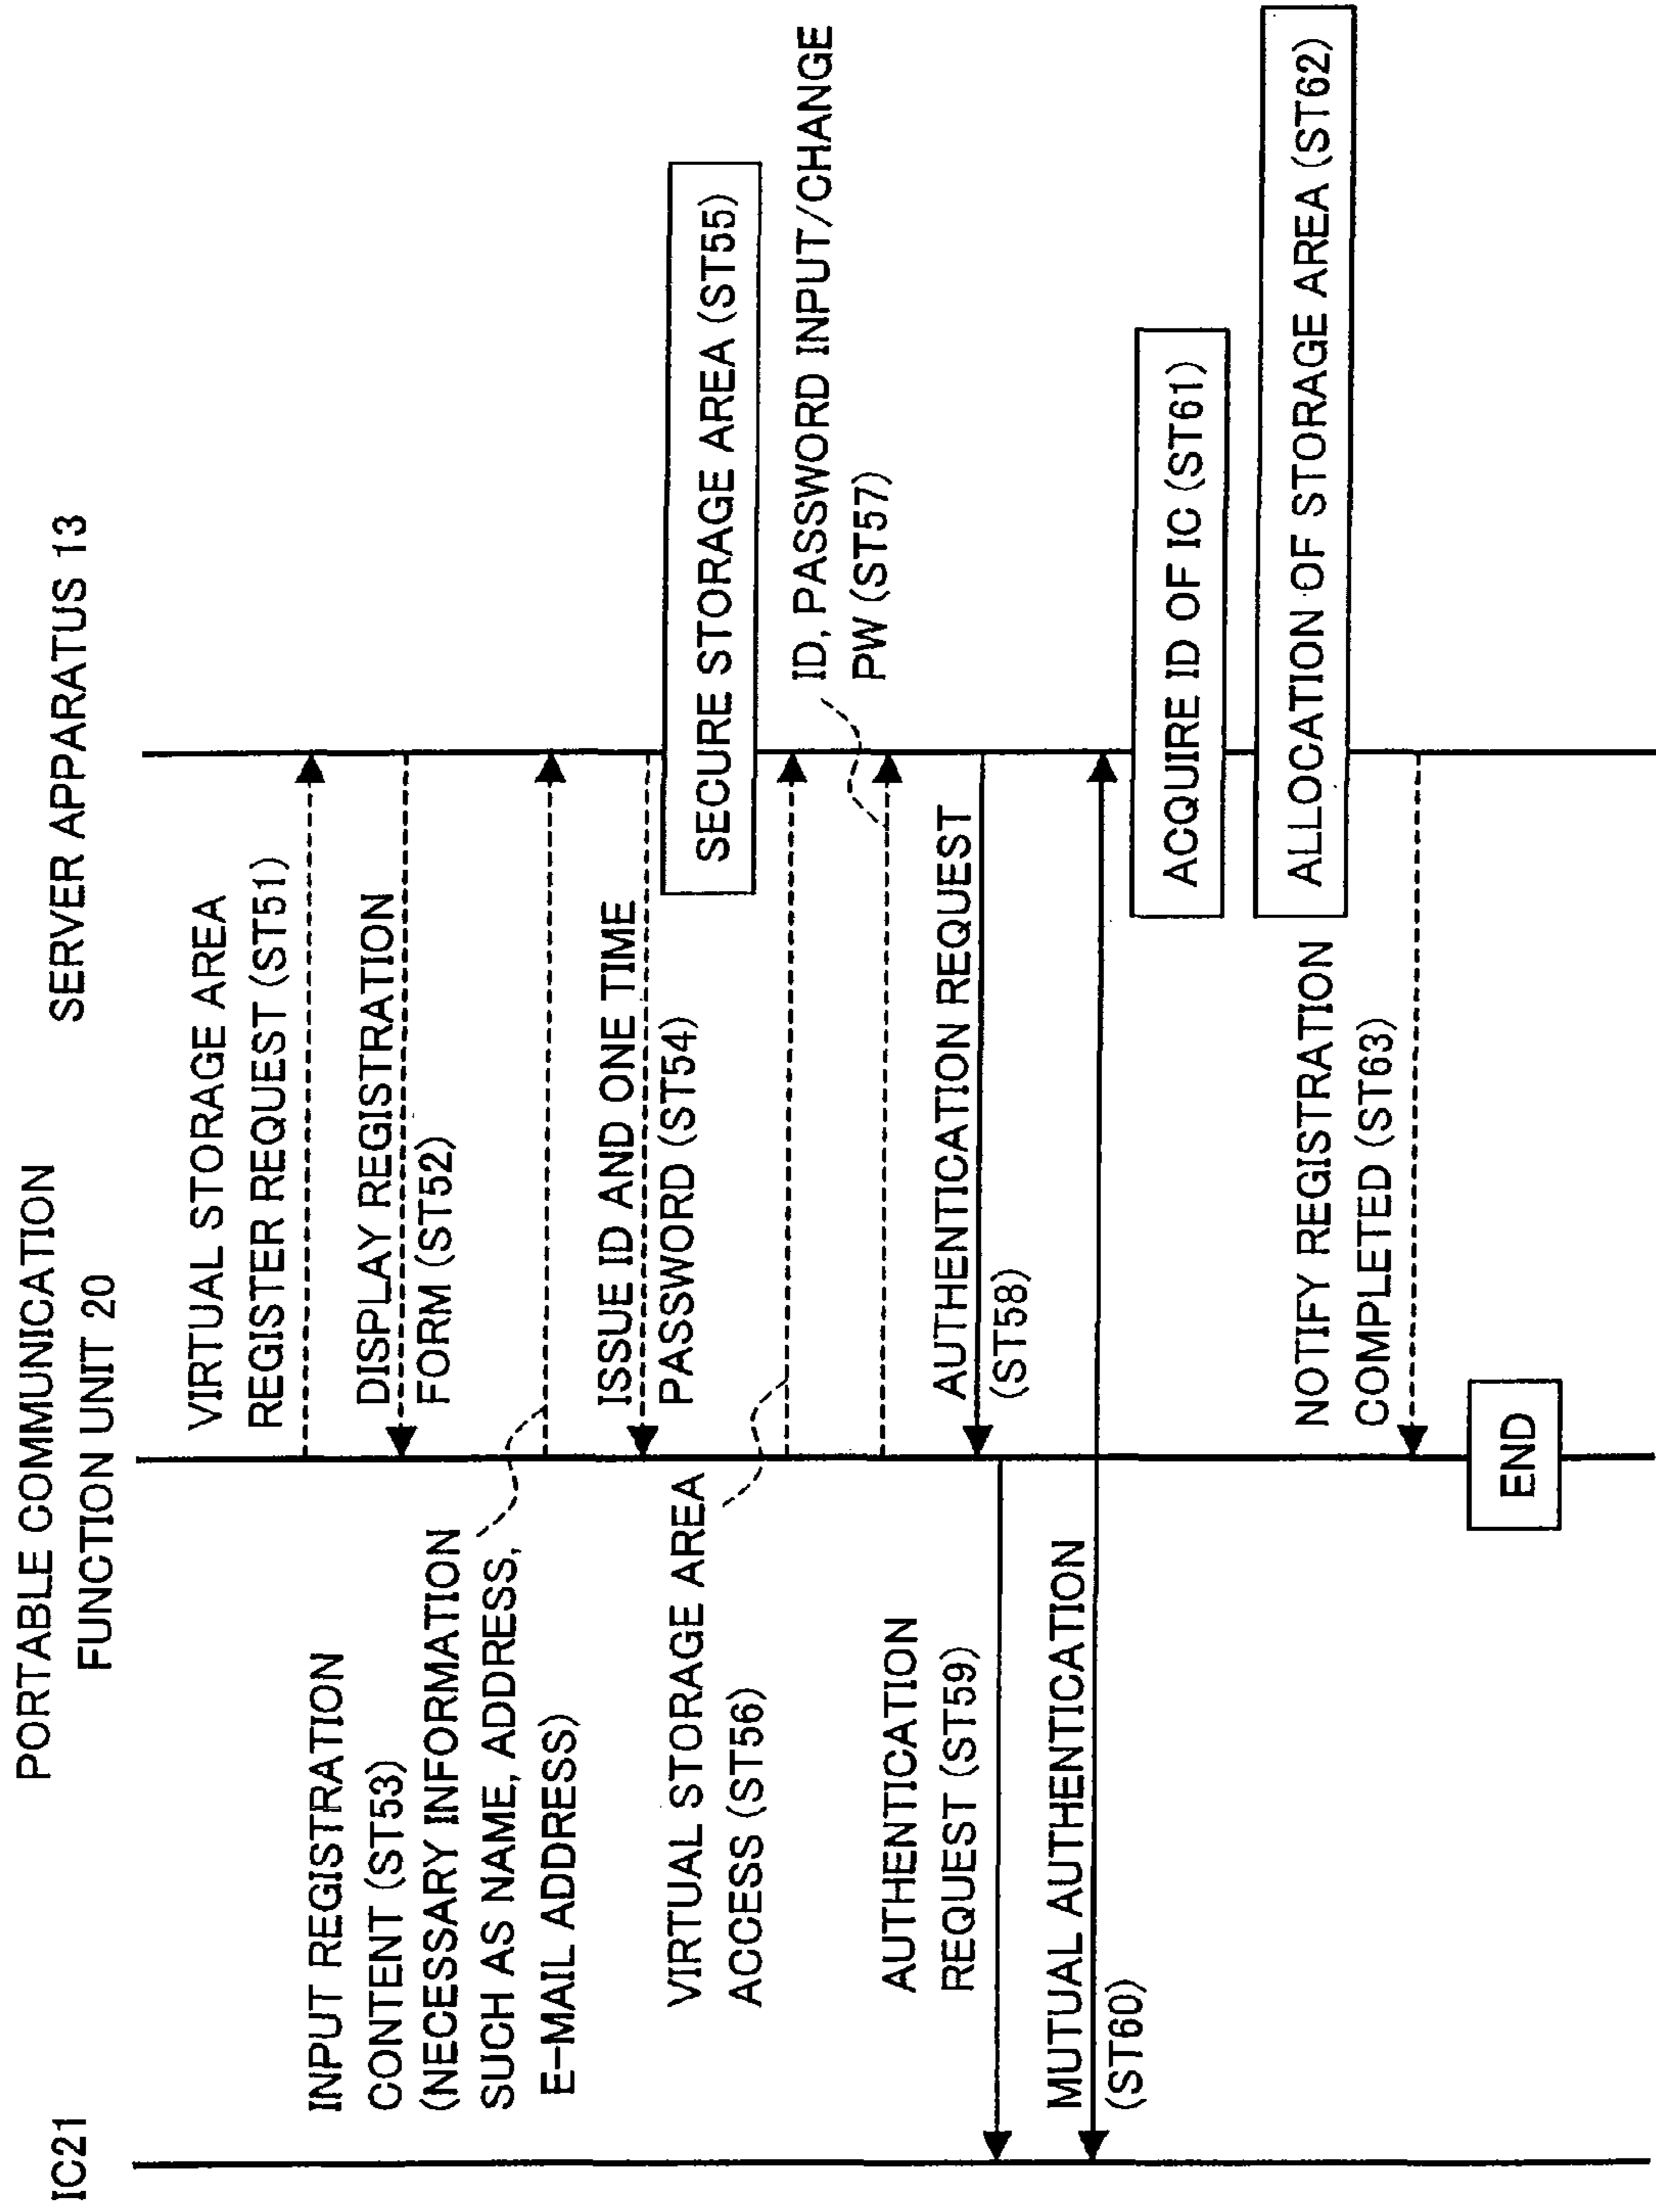 IC21
PORTABLE COMMUNICATION
FUNCTION UNIT 20
SERVER APPARATUS 13
VIRTUAL STORAGE AREA
REGISTER REQUEST (ST51)
DISPLAY REGISTRATION
FORM (ST52)
INPUT REGISTRATION
CONTENT (ST53)
(NECESSARY INFORMATION
SUCH AS NAME, ADDRESS,
E-MAIL ADDRESS)
ISSUE ID AND ONE TIME
PASSWORD (ST54)
SECURE STORAGE AREA (ST55)
VIRTUAL STORAGE AREA
ACCESS (ST56)
ID, PASSWORD INPUT/CHANGE
PW (ST57)
AUTHENTICATION REQUEST
(ST58)
AUTHENTICATION
REQUEST (ST59)
MUTUAL AUTHENTICATION
(ST60)
ACQUIRE ID OF IC (ST61)
ALLOCATION OF STORAGE AREA (ST62)
NOTIFY REGISTRATION
COMPLETED (ST63)
END